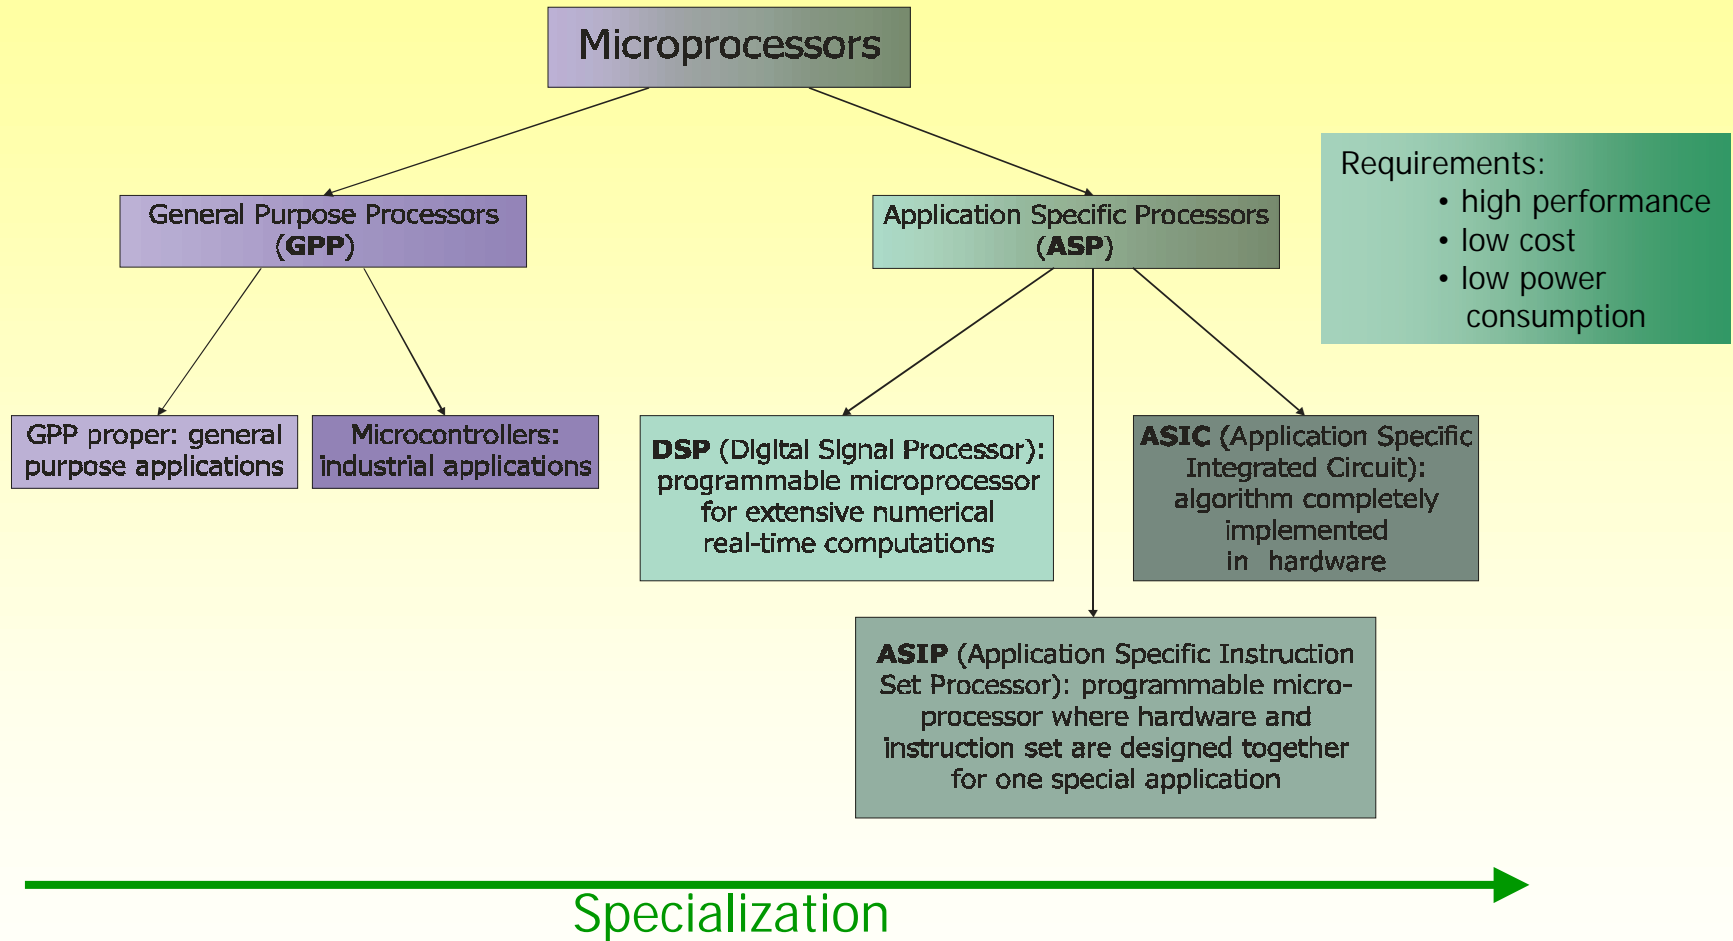 Microprocessors
General Purpose Processors
(GPP)
Application Specific Processors
(ASP)
Requirements:
• high performance
• low cost
• low power
consumption
GPP proper: general
purpose applications
Microcontrollers:
industrial applications
DSP (Digital Signal Processor):
programmable microprocessor
for extensive numerical
real-time computations
ASIC (Application Specific
Integrated Circuit):
algorithm completely
implemented
in hardware
ASIP (Application Specific Instruction
Set Processor): programmable micro-
processor where hardware and
instruction set are designed together
for one special application
Specialization